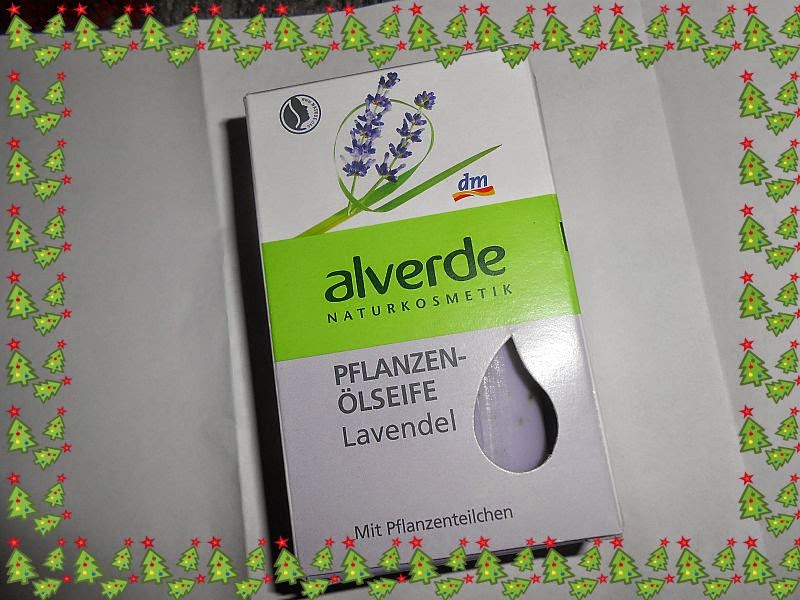 dm
alverde
NATURKOSMETIK
PFLANZEN-
ÖLSEIFE
Lavendel
Mit Pflanzenteilchen